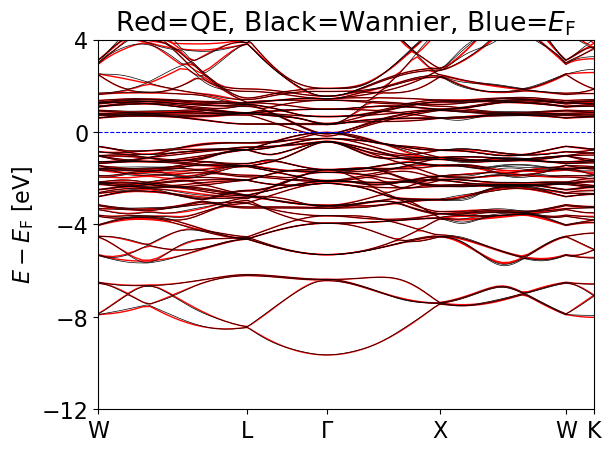 Red=QE, Black=Wannier, Blue=E_F
E − E_F [eV]
4
0
−4
−8
−12
W L Γ X W K